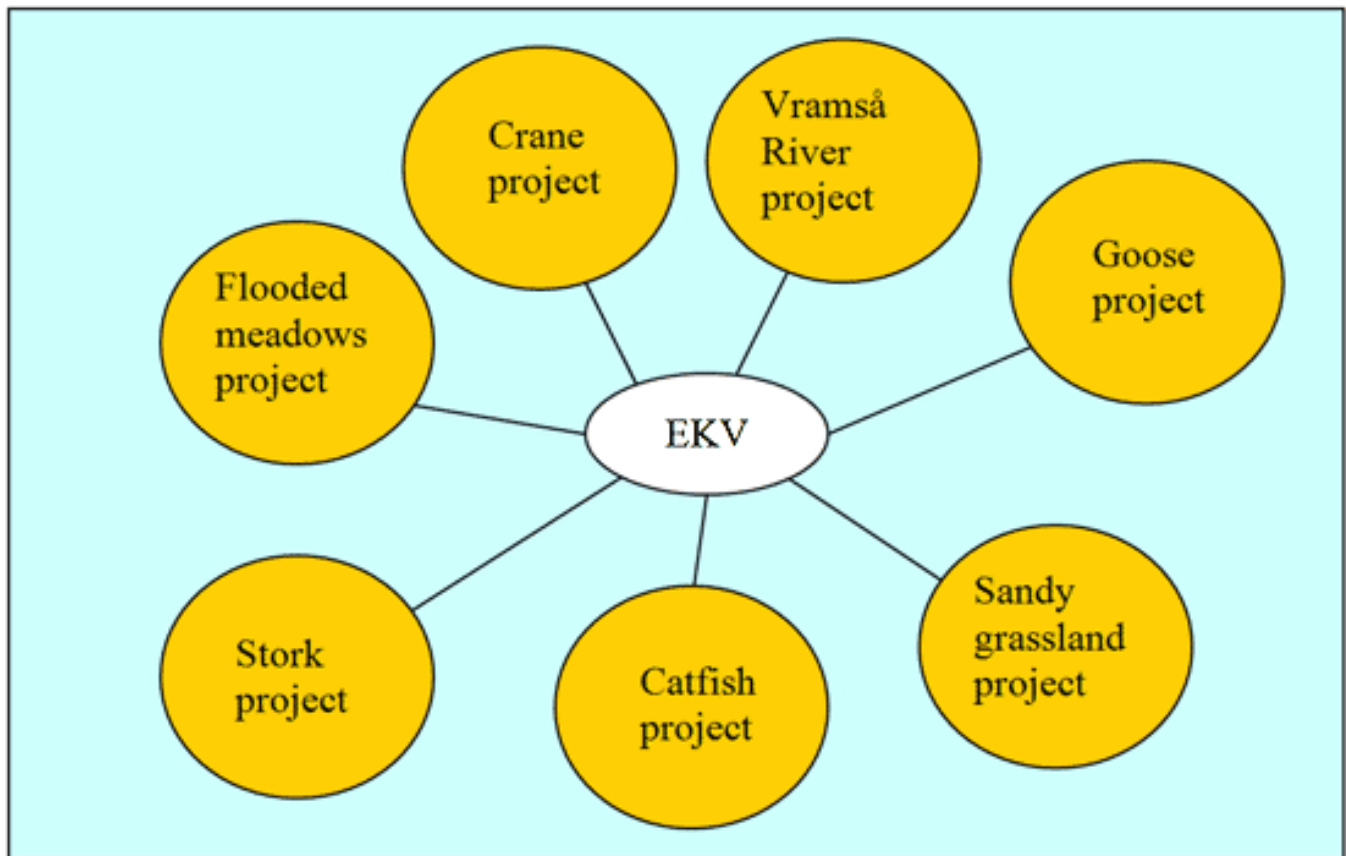 Crane
project
Vramså
River
project
Goose
project
Flooded
meadows
project
EKV
Sandy
grassland
project
Stork
project
Catfish
project